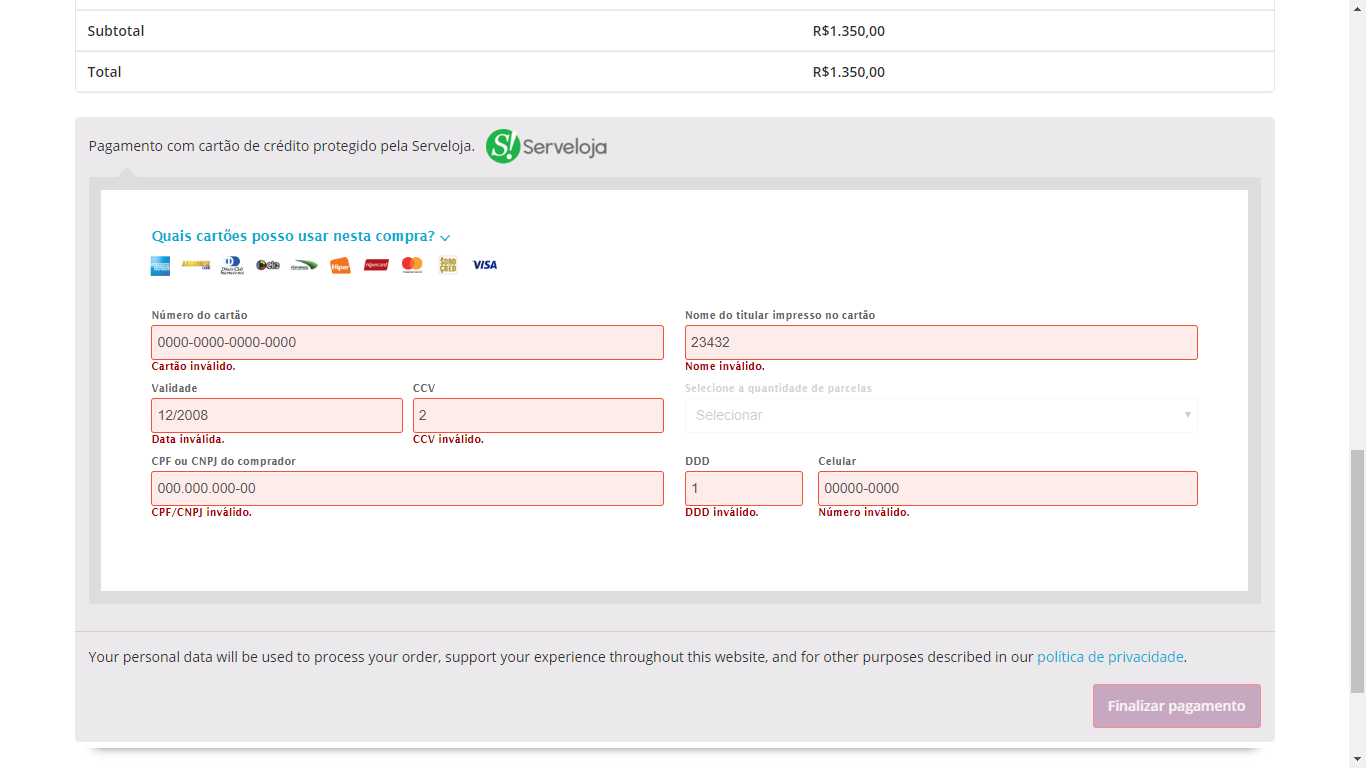 Subtotal R$1.350,00
Total R$1.350,00
Pagamento com cartão de crédito protegido pela Serveloja. S! Serveloja
Quais cartões posso usar nesta compra?
Hiper Hipercard VISA
Número do cartão Nome do titular impresso no cartão
0000-0000-0000-0000 23432
Cartão inválido. Nome inválido.
Validade CCV Selecione a quantidade de parcelas
12/2008 2 Selecionar
Data inválida. CCV inválido.
CPF ou CNPJ do comprador DDD Celular
000.000.000-00 1 00000-0000
CPF/CNPJ inválido. DDD inválido. Número inválido.
Your personal data will be used to process your order, support your experience throughout this website, and for other purposes described in our política de privacidade.
Finalizar pagamento